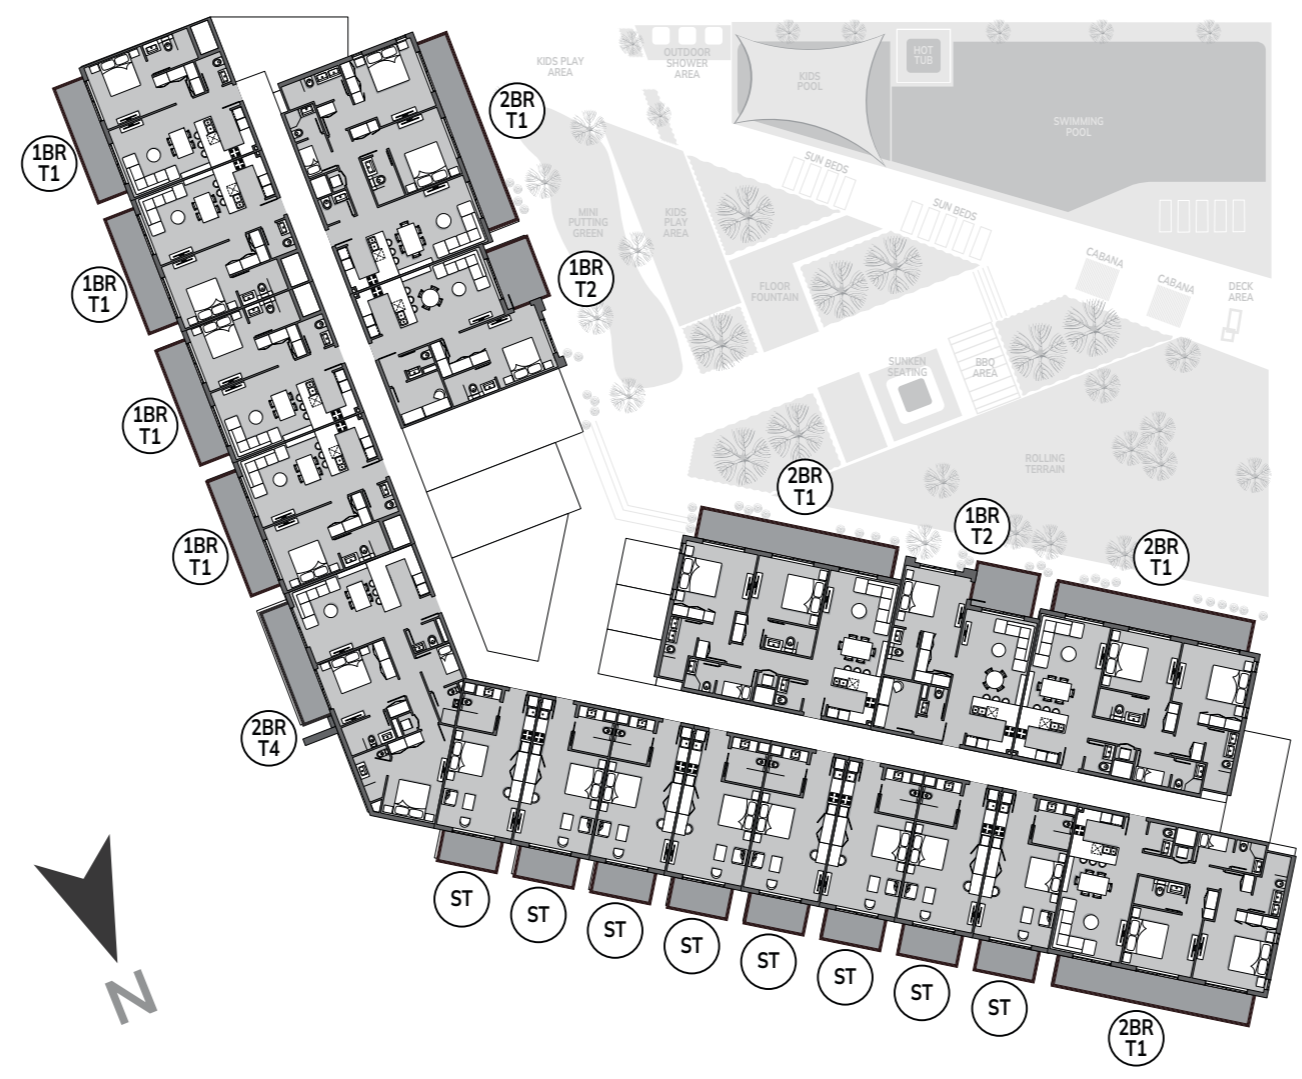 KIDS PLAY
AREA
OUTDOOR
SHOWER
AREA
HOT
TUB
KIDS
POOL
SWIMMING
POOL
2BR
T1
1BR
T1
SUN BEDS
SUN BEDS
MINI
PUTTING
GREEN
KIDS
PLAY
AREA
1BR
T2
1BR
T1
FLOOR
FOUNTAIN
CABANA
CABANA
DECK
AREA
SUNKEN
SEATING
BBQ
AREA
1BR
T1
ROLLING
TERRAIN
2BR
T1
1BR
T2
2BR
T1
1BR
T1
2BR
T4
ST
ST
ST
ST
ST
ST
ST
ST
2BR
T1
N